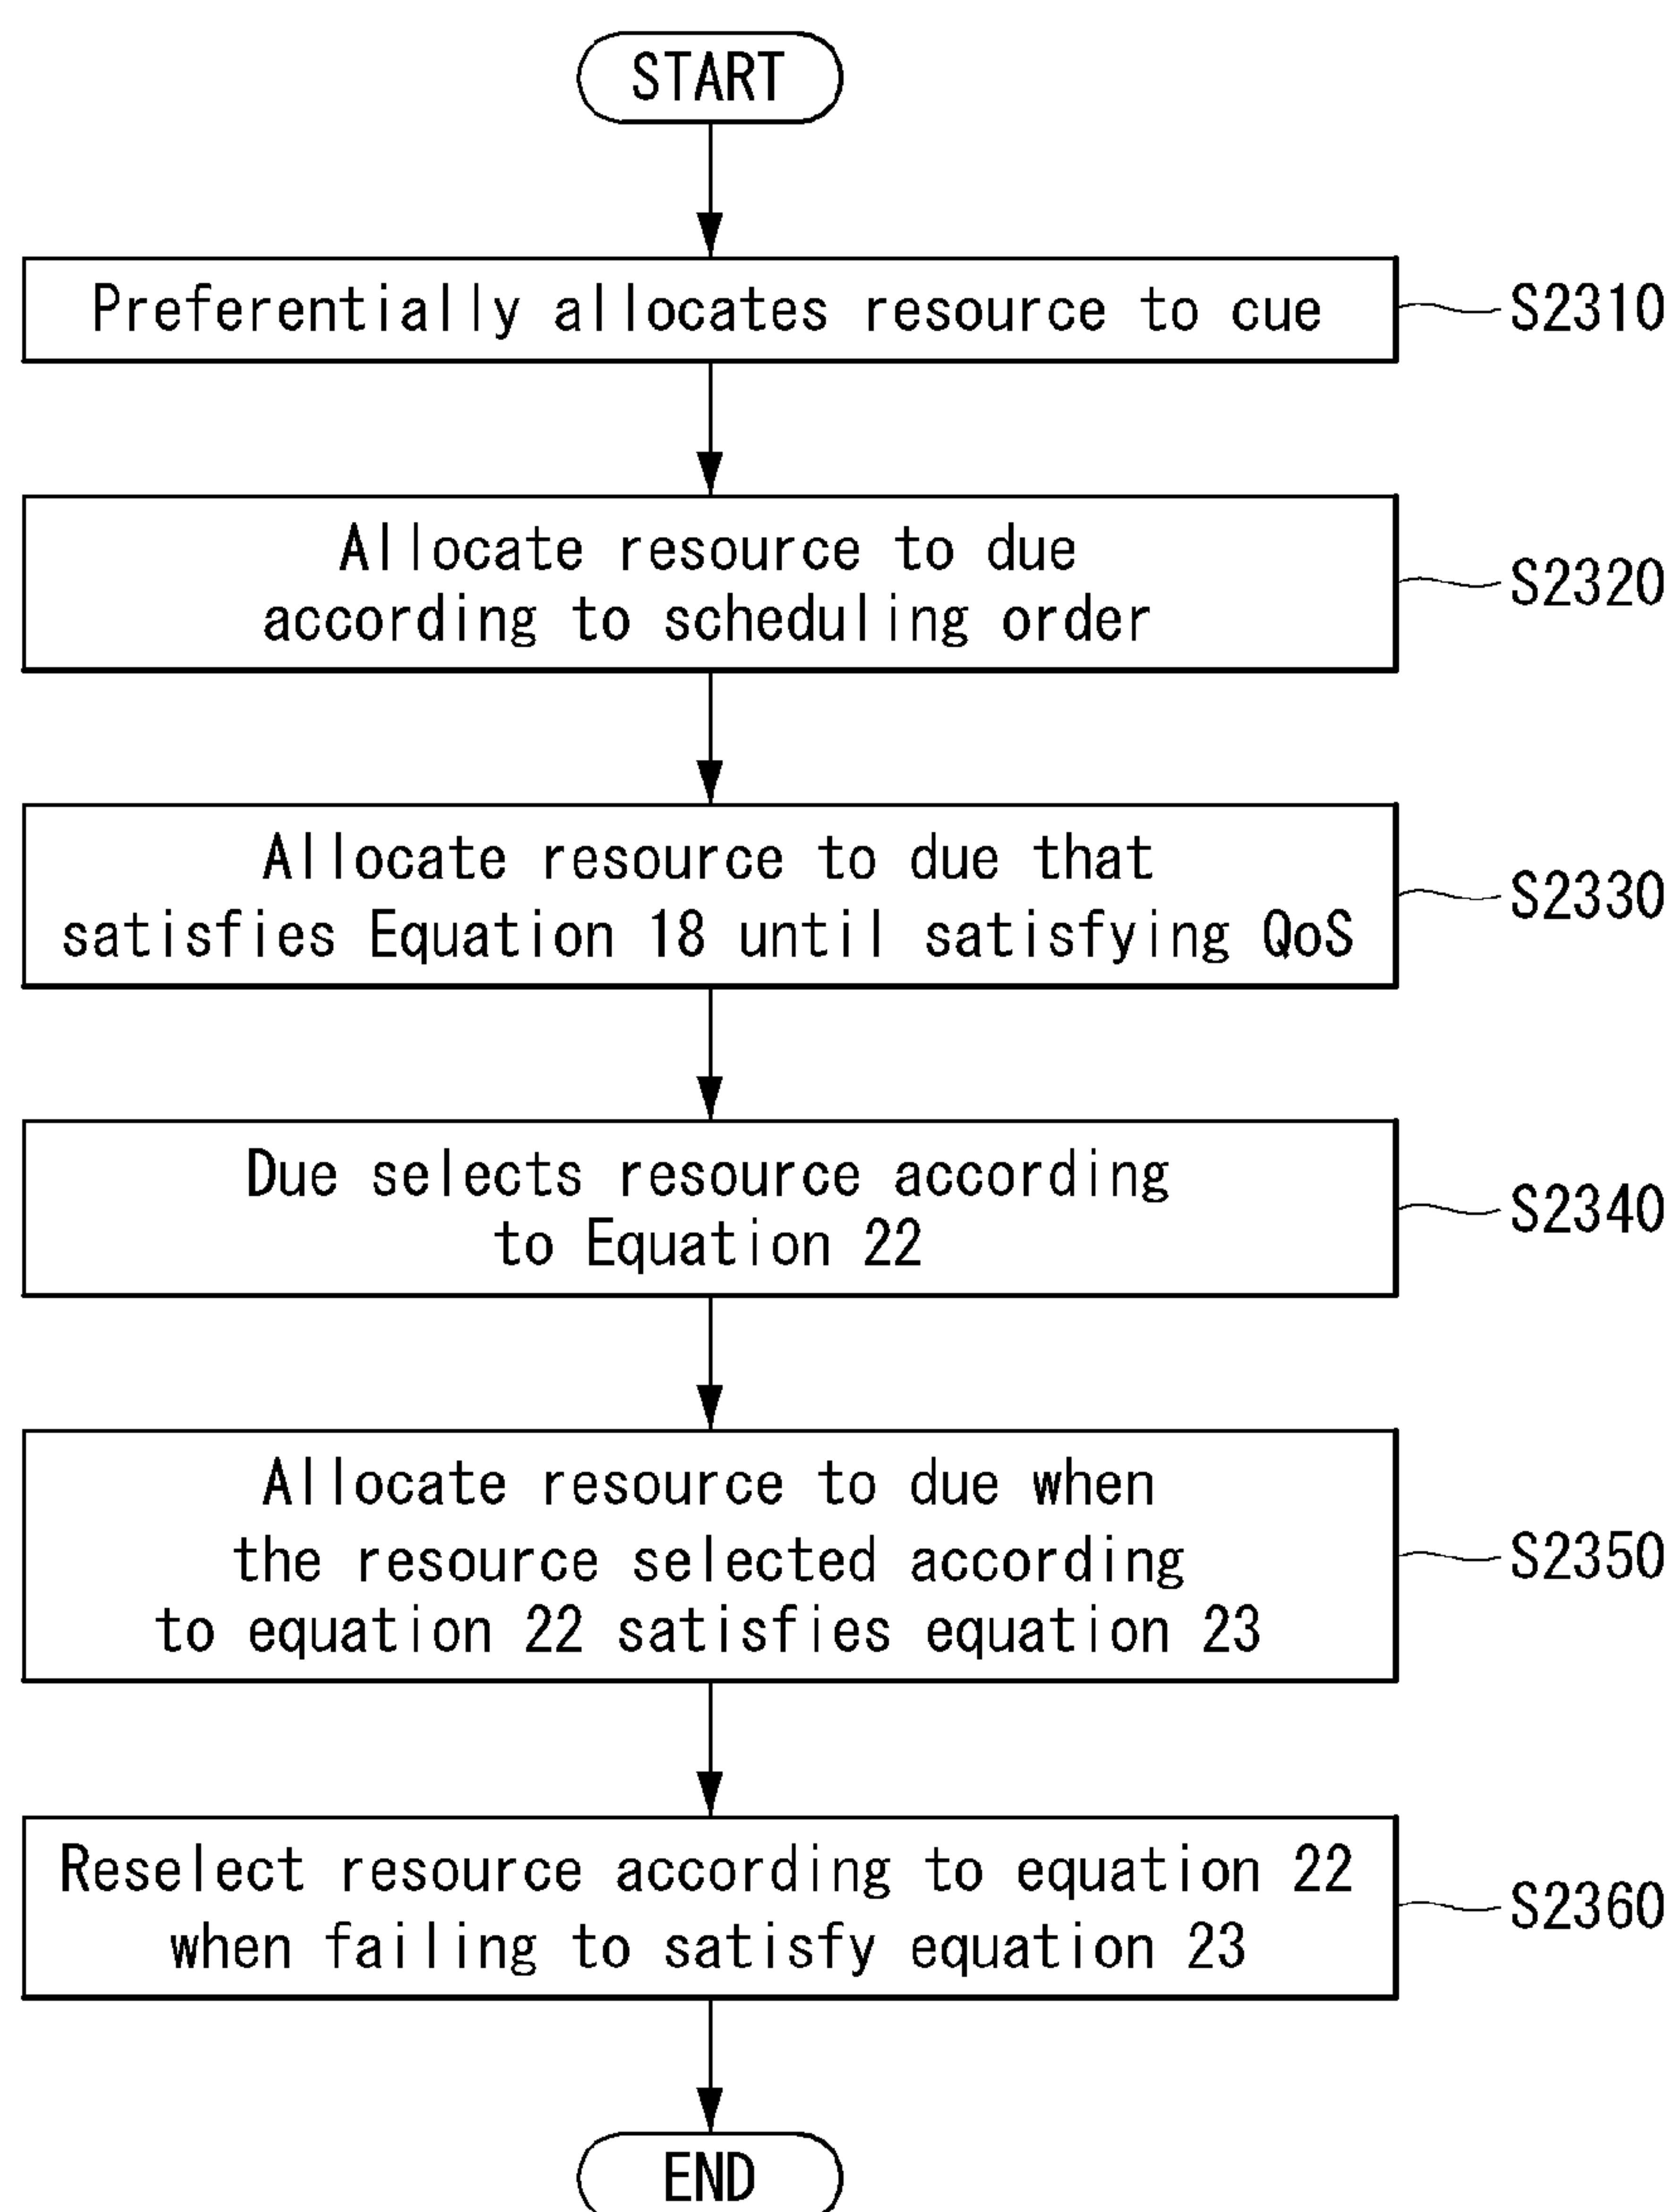 START
Preferentially allocates resource to cue
S2310
Allocate resource to due
according to scheduling order
S2320
Allocate resource to due that
satisfies Equation 18 until satisfying QoS
S2330
Due selects resource according
to Equation 22
S2340
Allocate resource to due when
the resource selected according
to equation 22 satisfies equation 23
S2350
Reselect resource according to equation 22
when failing to satisfy equation 23
S2360
END